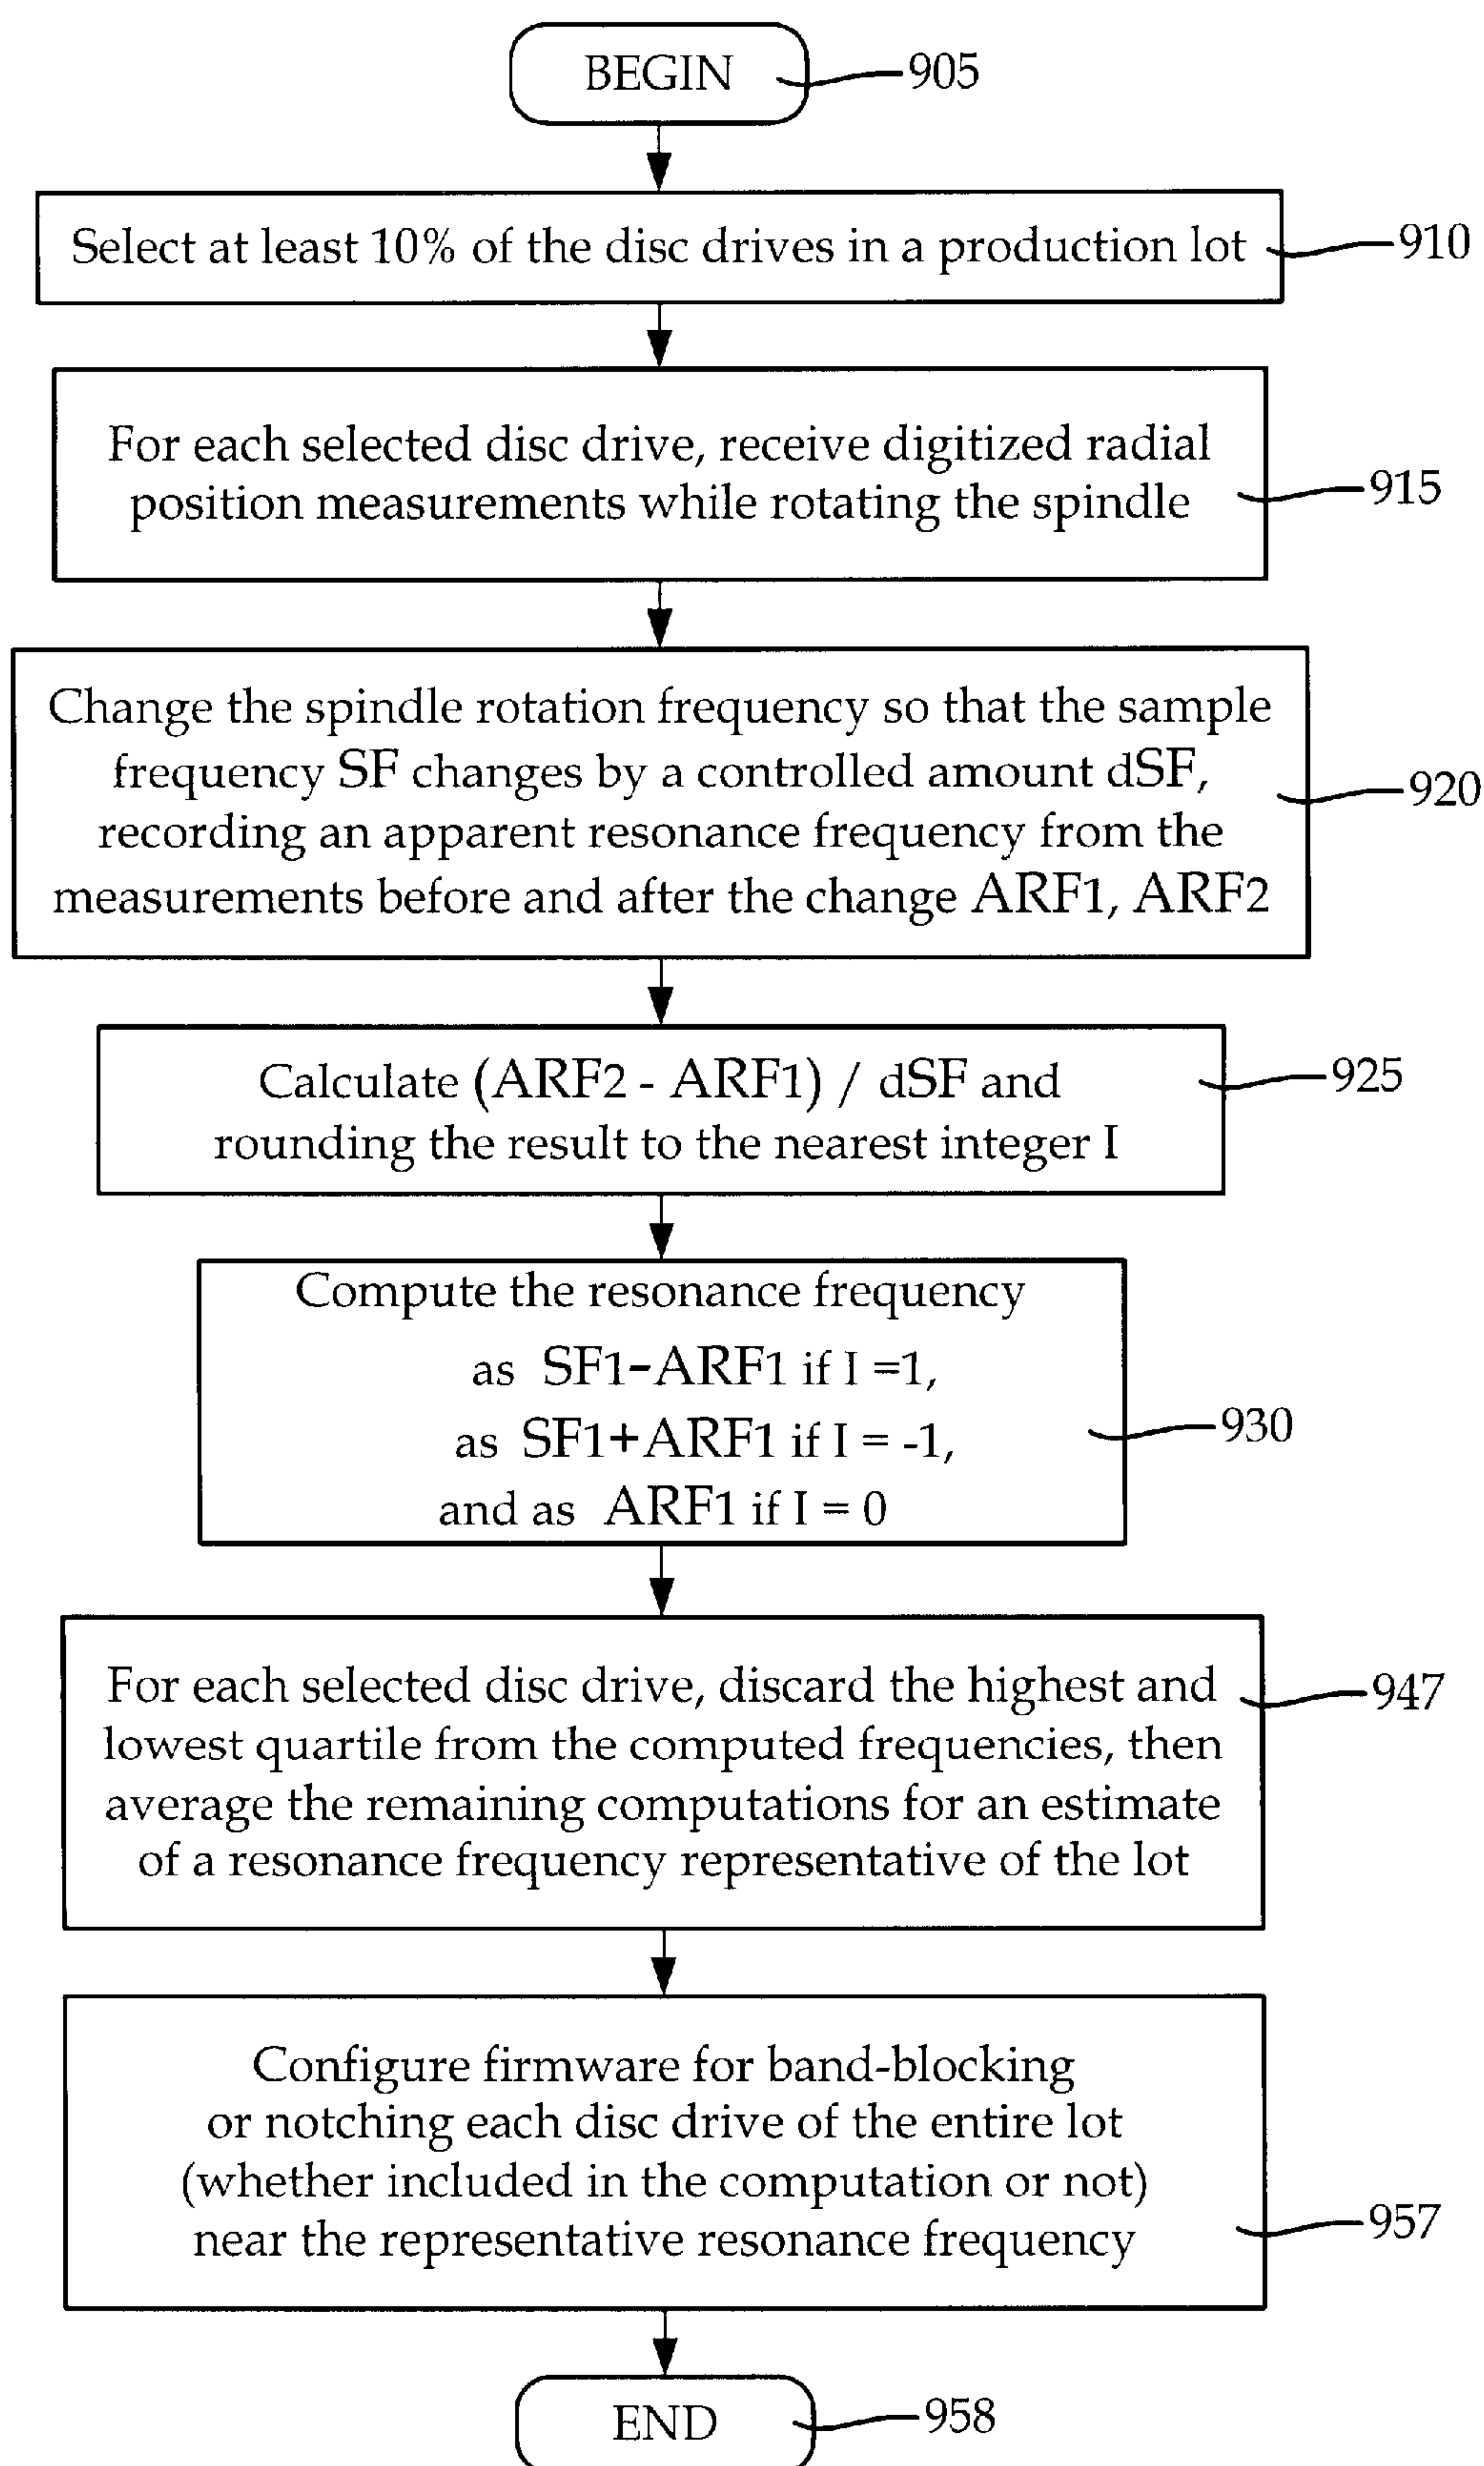 BEGIN
905
Select at least 10% of the disc drives in a production lot
910
For each selected disc drive, receive digitized radial
position measurements while rotating the spindle
915
Change the spindle rotation frequency so that the sample
frequency SF changes by a controlled amount dSF,
recording an apparent resonance frequency from the
measurements before and after the change ARF1, ARF2
920
Calculate (ARF2 - ARF1) / dSF and
rounding the result to the nearest integer I
925
Compute the resonance frequency
as SF1-ARF1 if I =1,
as SF1+ARF1 if I = -1,
and as ARF1 if I = 0
930
For each selected disc drive, discard the highest and
lowest quartile from the computed frequencies, then
average the remaining computations for an estimate
of a resonance frequency representative of the lot
947
Configure firmware for band-blocking
or notching each disc drive of the entire lot
(whether included in the computation or not)
near the representative resonance frequency
957
END
958